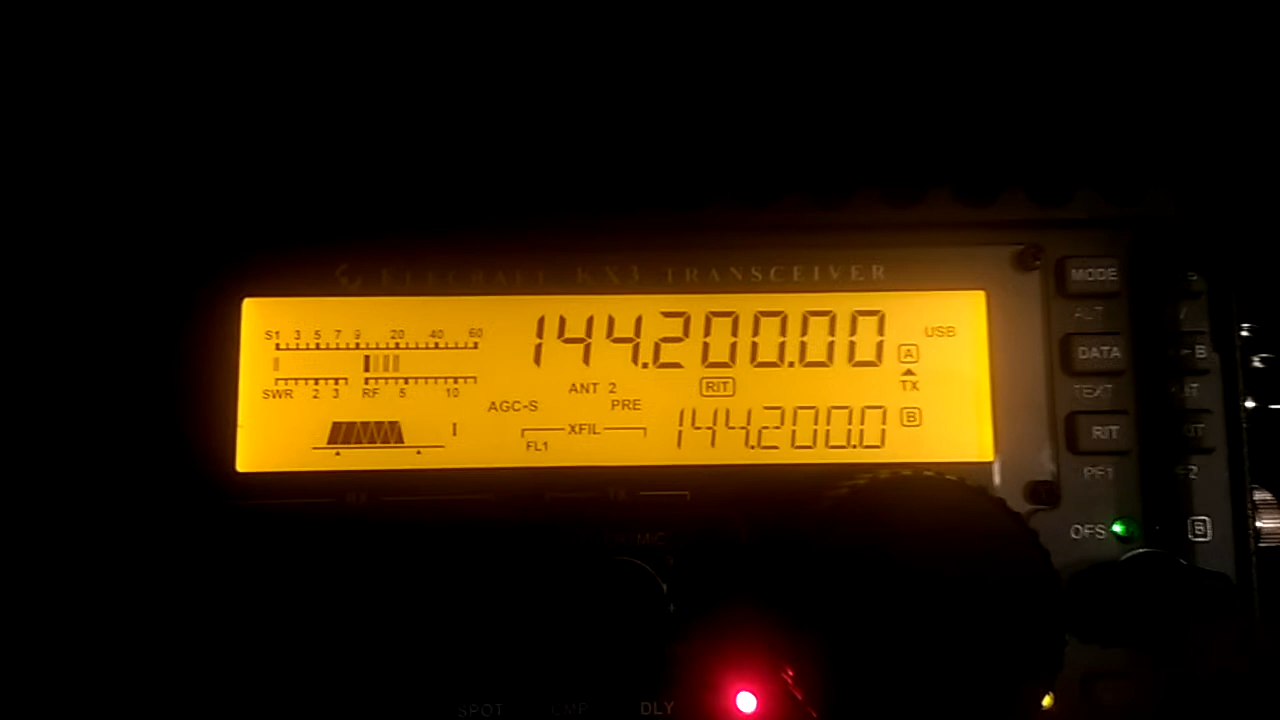 ELECRAFT KX3 TRANSCEIVER
S1 3 5 7 9 20 40 60
144.200.00
USB
A
SWR 2 3 RF 5 10
ANT 2
RIT
TX
AGC-S
PRE
144.200.0
B
XFIL
FL1
I
MODE
ALT
DATA
TEXT
RIT
PF1
OFS
B
MIC
SPOT
CMP
DLY